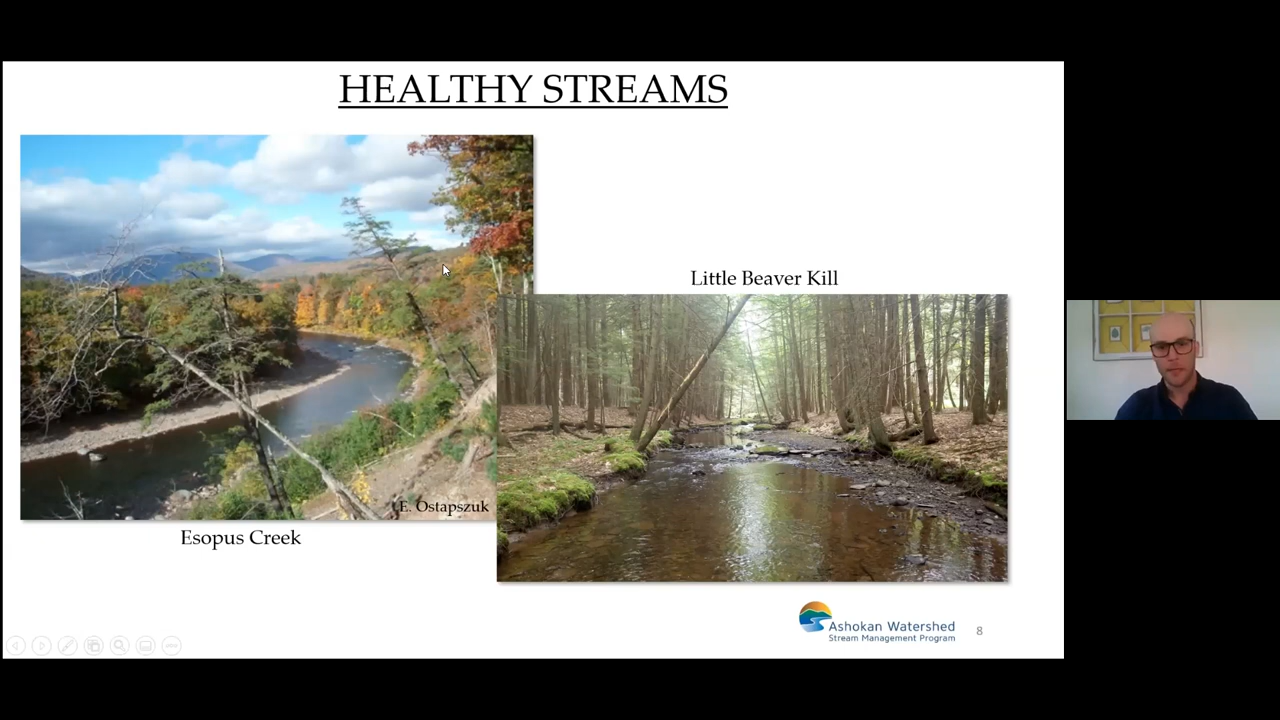 HEALTHY STREAMS
Little Beaver Kill
E. Ostapszuk
Esopus Creek
Ashokan Watershed
Stream Management Program
8